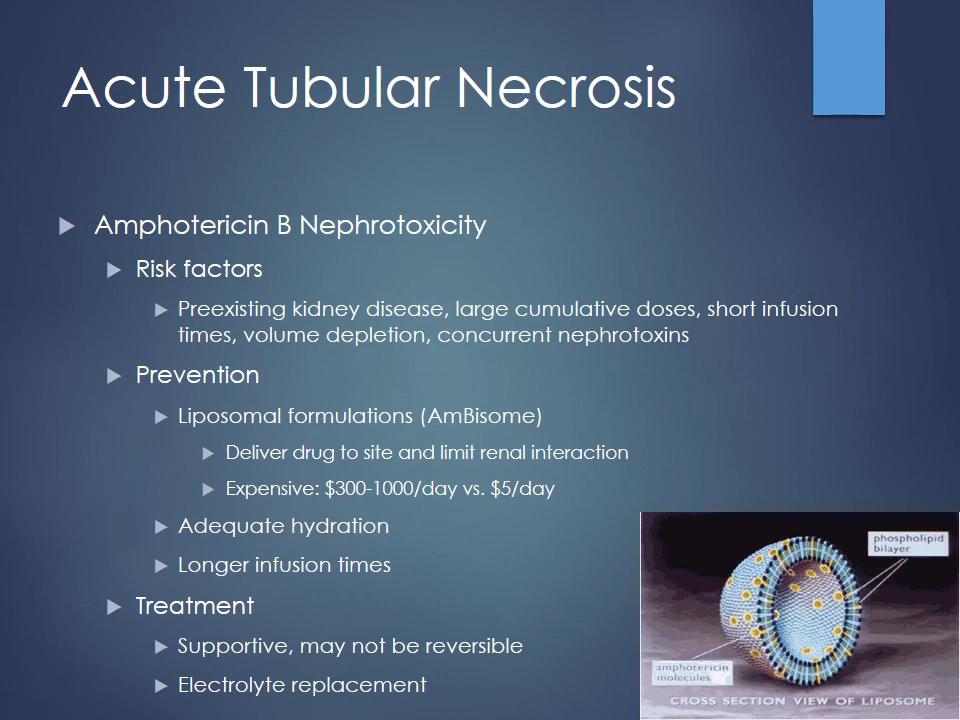 Acute Tubular Necrosis
Amphotericin B Nephrotoxicity
Risk factors
Preexisting kidney disease, large cumulative doses, short infusion
times, volume depletion, concurrent nephrotoxins
Prevention
Liposomal formulations (AmBisome)
Deliver drug to site and limit renal interaction
Expensive: $300-1000/day vs. $5/day
Adequate hydration
Longer infusion times
Treatment
Supportive, may not be reversible
Electrolyte replacement
phospholipid
bilayer
amphotericin
molecules
CROSS SECTION VIEW OF LIPOSOME